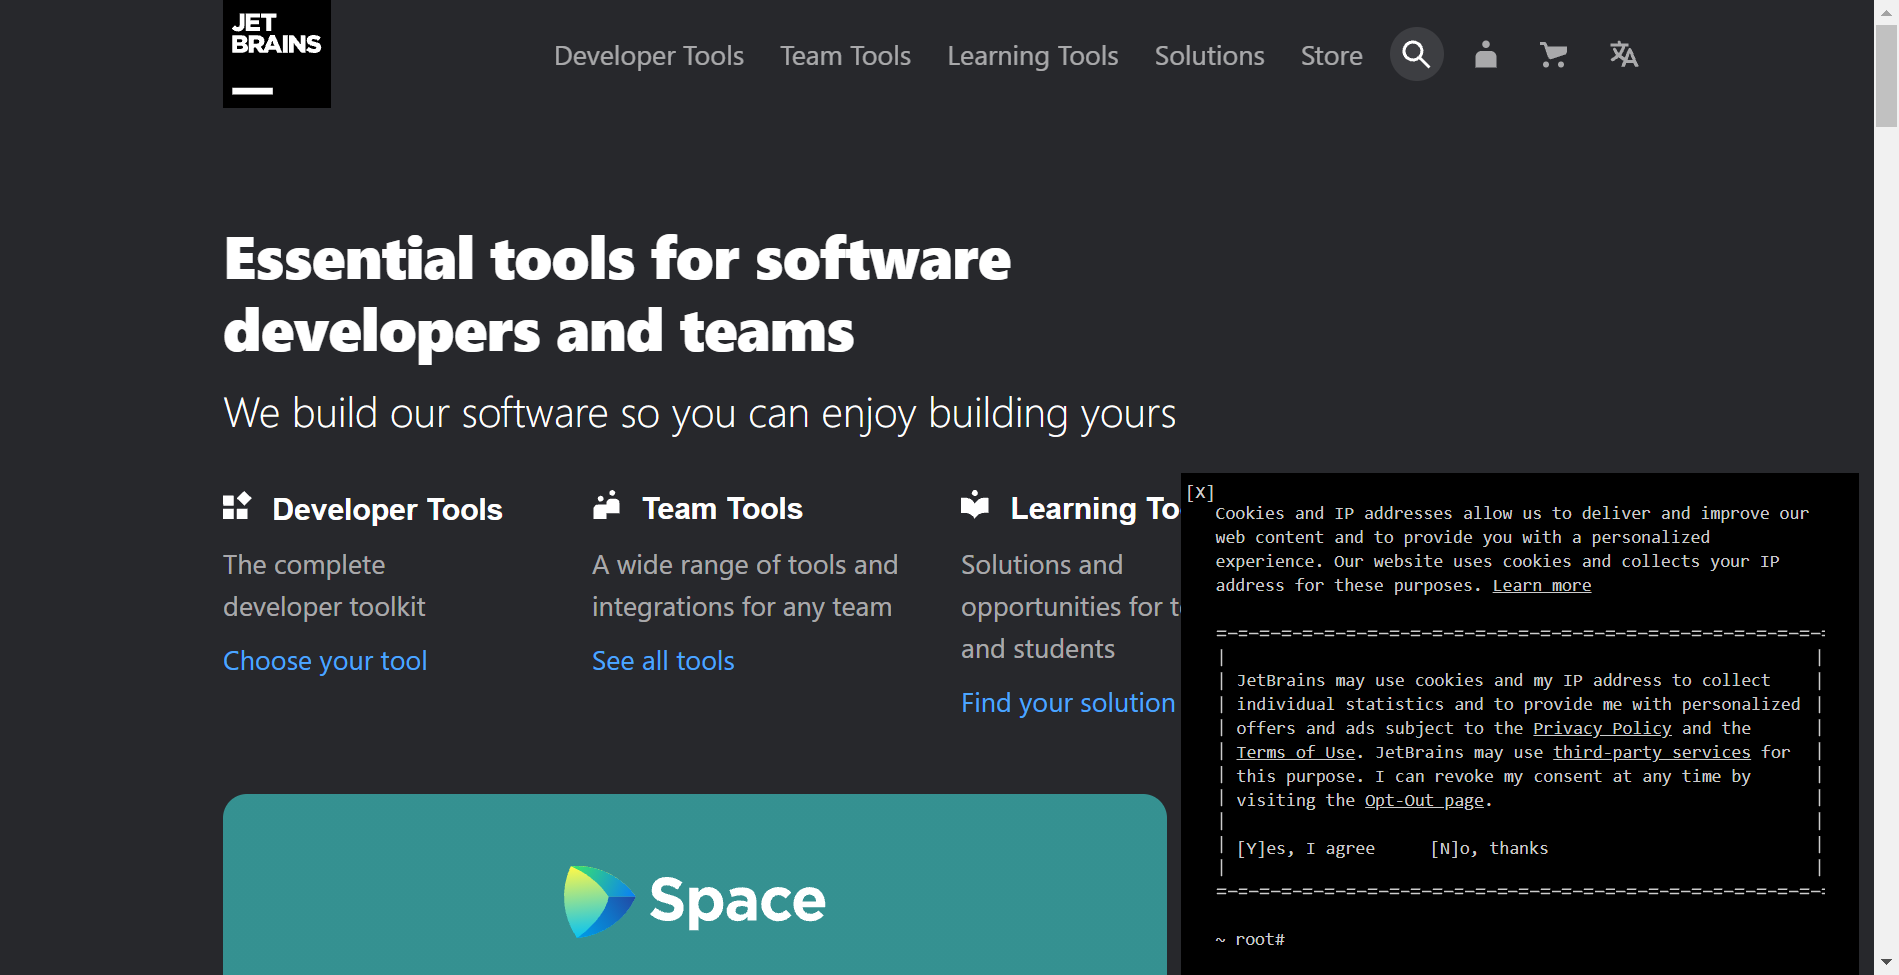 JET
BRAINS
Developer Tools Team Tools Learning Tools Solutions Store
Essential tools for software
developers and teams
We build our software so you can enjoy building yours
Developer Tools
The complete
developer toolkit
Choose your tool
Team Tools
A wide range of tools and
integrations for any team
See all tools
Learning To
Solutions and
opportunities for t
and students
Find your solution
Space
[X]
Cookies and IP addresses allow us to deliver and improve our
web content and to provide you with a personalized
experience. Our website uses cookies and collects your IP
address for these purposes. Learn more
JetBrains may use cookies and my IP address to collect
individual statistics and to provide me with personalized
offers and ads subject to the Privacy Policy and the
Terms of Use. JetBrains may use third-party services for
this purpose. I can revoke my consent at any time by
visiting the Opt-Out page.
[Y]es, I agree [N]o, thanks
~ root#